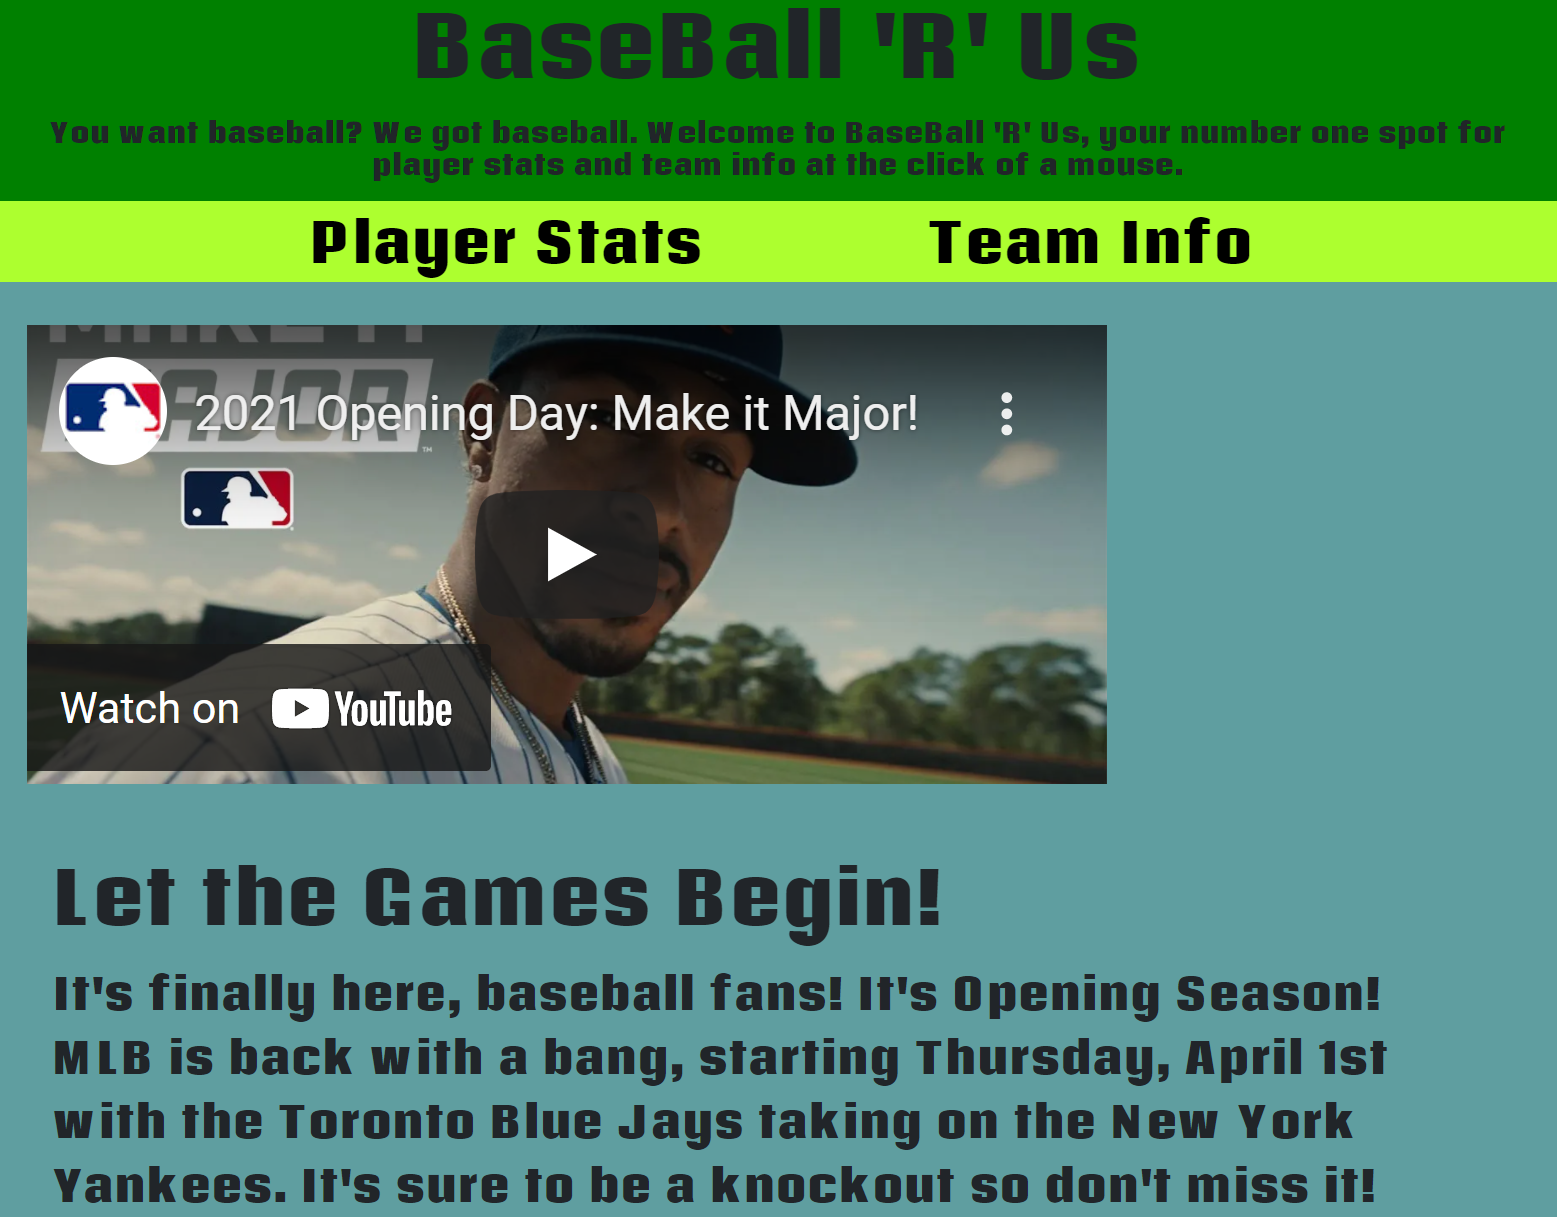 BaseBall 'R' Us
You want baseball? We got baseball. Welcome to BaseBall 'R' Us, your number one spot for
player stats and team info at the click of a mouse.
Player Stats Team Info
MAKE IT
MAJOR
™
2021 Opening Day: Make it Major!
Watch on YouTube
Let the Games Begin!
It's finally here, baseball fans! It's Opening Season!
MLB is back with a bang, starting Thursday, April 1st
with the Toronto Blue Jays taking on the New York
Yankees. It's sure to be a knockout so don't miss it!